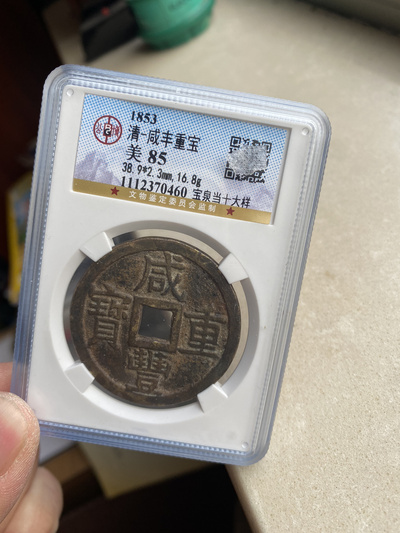 1853
清-咸丰重宝
美 85
38.9*2.3mm,16.8g
1112370460 宝泉当十大样
文物鉴定委员会监制
咸
寶 重
豐